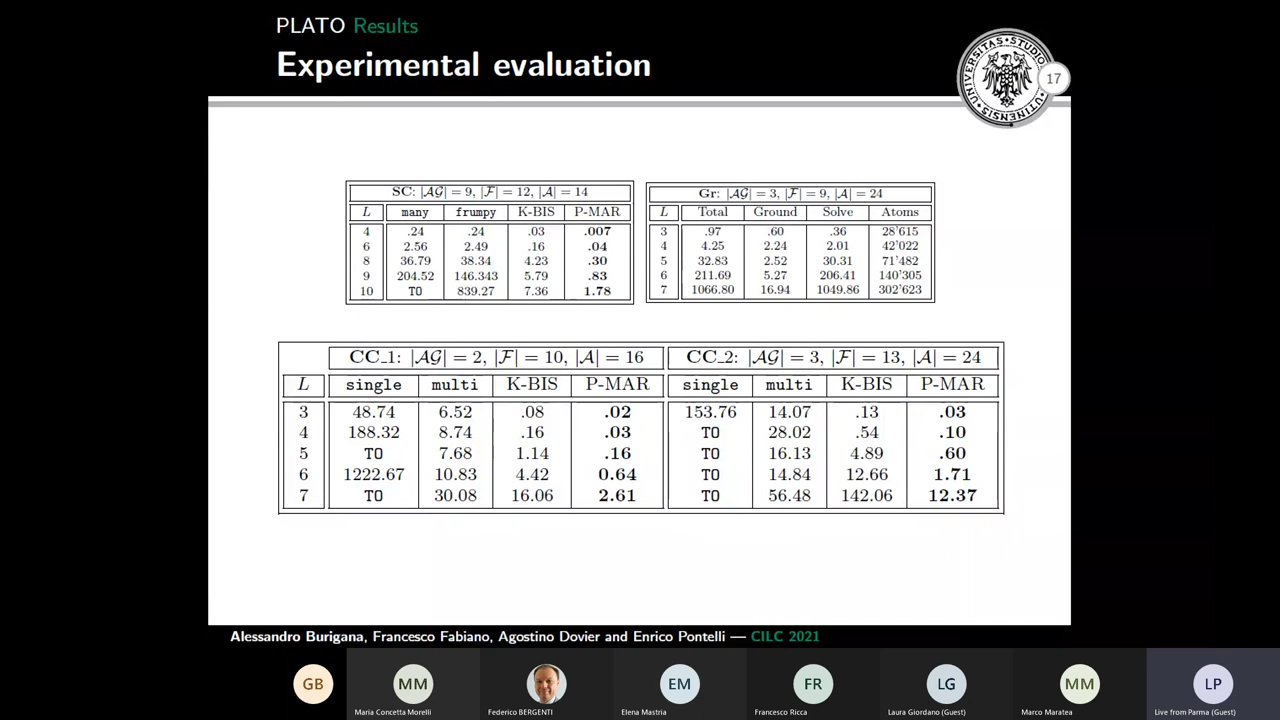 PLATO Results
Experimental evaluation
UNIVERSITAS STUDIO UTINENSIS
17
SC: |AG| = 9, |F| = 12, |A| = 14
L many frumpy K-BIS P-MAR
4 .24 .24 .03 .007
6 2.56 2.49 .16 .04
8 36.79 38.34 4.23 .30
9 204.52 146.343 5.79 .83
10 TO 839.27 7.36 1.78
Gr: |AG| = 3, |F| = 9, |A| = 24
L Total Ground Solve Atoms
3 .97 .60 .36 28'615
4 4.25 2.24 2.01 42'022
5 32.83 2.52 30.31 71'482
6 211.69 5.27 206.41 140'305
7 1066.80 16.94 1049.86 302'623
CC_1: |AG| = 2, |F| = 10, |A| = 16 CC_2: |AG| = 3, |F| = 13, |A| = 24
L single multi K-BIS P-MAR single multi K-BIS P-MAR
3 48.74 6.52 .08 .02 153.76 14.07 .13 .03
4 188.32 8.74 .16 .03 TO 28.02 .54 .10
5 TO 7.68 1.14 .16 TO 16.13 4.89 .60
6 1222.67 10.83 4.42 0.64 TO 14.84 12.66 1.71
7 TO 30.08 16.06 2.61 TO 56.48 142.06 12.37
Alessandro Burigana, Francesco Fabiano, Agostino Dovier and Enrico Pontelli — CILC 2021
GB MM EM FR LG MM LP
Maria Concetta Morelli Federico BERGENTI Elena Mastria Francesco Ricca Laura Giordano (Guest) Marco Maratea Live from Parma (Guest)